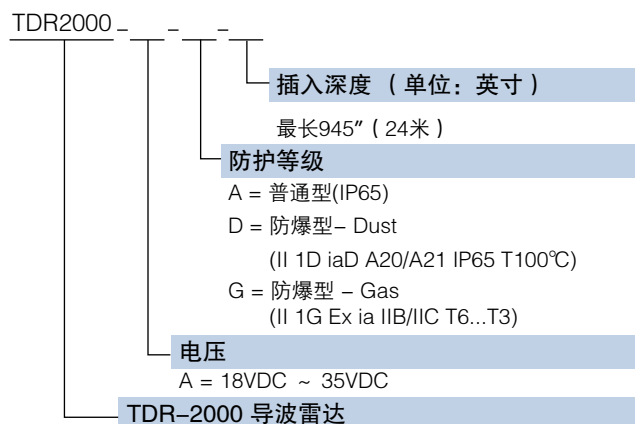 TDR2000 _ _ _
插入深度 （单位：英寸）
最长945"（24米）
防护等级
A = 普通型(IP65)
D = 防爆型– Dust
(II 1D iaD A20/A21 IP65 T100℃)
G = 防爆型 – Gas
(II 1G Ex ia IIB/IIC T6...T3)
电压
A = 18VDC ~ 35VDC
TDR–2000 导波雷达